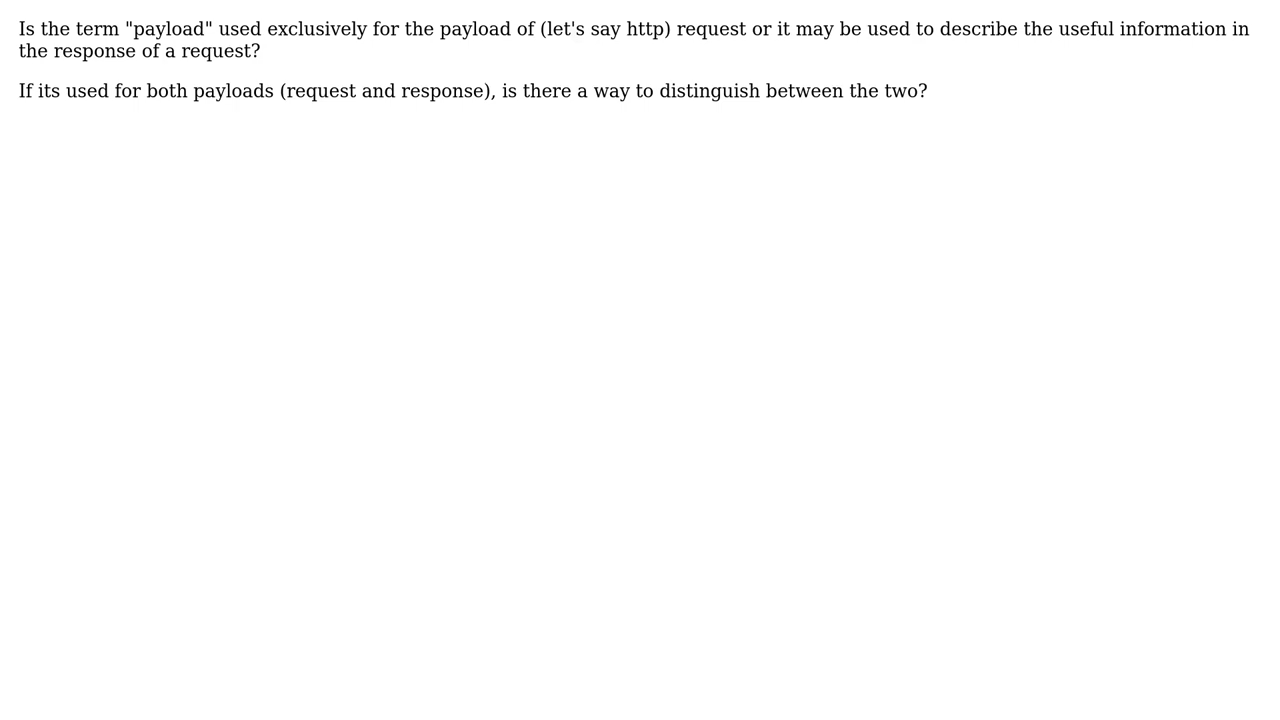 Is the term "payload" used exclusively for the payload of (let's say http) request or it may be used to describe the useful information in
the response of a request?
If its used for both payloads (request and response), is there a way to distinguish between the two?